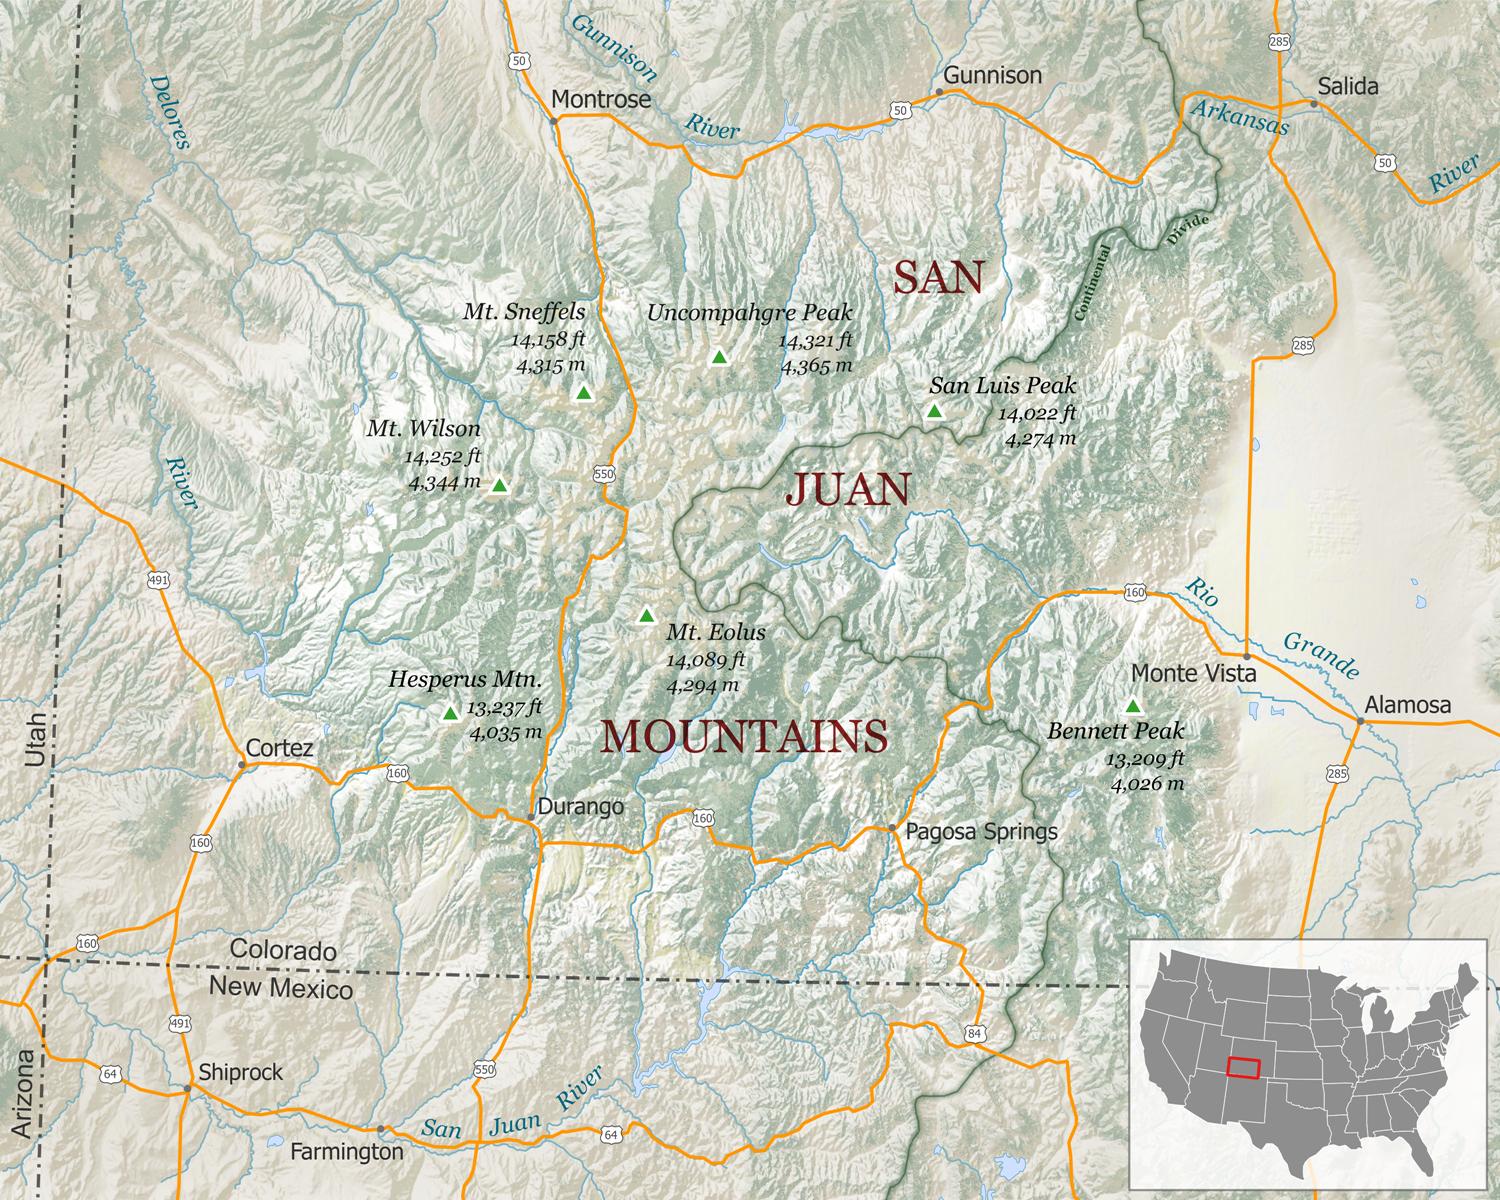 285
50
Gunnison
Gunnison
Salida
Delores
Montrose
50
River
Arkansas
50
River
Divide
SAN
Continental
Mt. Sneffels
14,158 ft
4,315 m
Uncompahgre Peak
14,321 ft
4,365 m
285
San Luis Peak
14,022 ft
4,274 m
Mt. Wilson
14,252 ft
4,344 m
River
550
JUAN
491
160
Rio
Grande
Mt. Eolus
14,089 ft
4,294 m
Monte Vista
Hesperus Mtn.
13,237 ft
4,035 m
Alamosa
Utah
MOUNTAINS
Bennett Peak
13,209 ft
4,026 m
Cortez
160
285
Durango
160
Pagosa Springs
160
160
Colorado
New Mexico
491
84
Arizona
64
Shiprock
550
San Juan River
64
Farmington